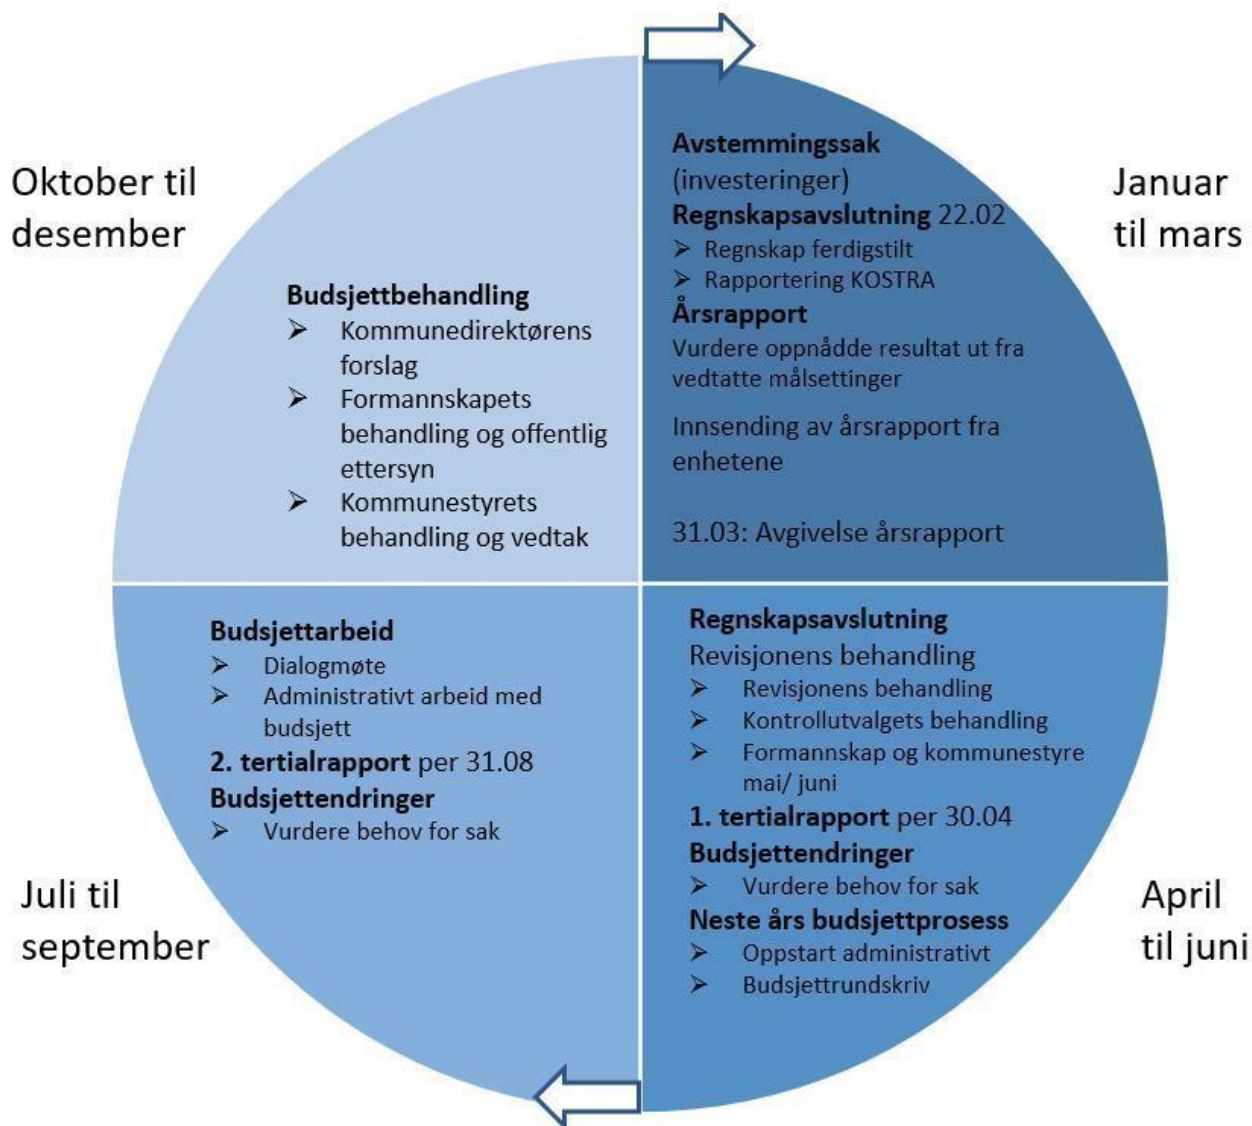 Januar
til mars
Avstemmingssak
(investeringer)
Regnskapsavslutning 22.02
➢ Regnskap ferdigstilt
➢ Rapportering KOSTRA
Årsrapport
Vurdere oppnådde resultat ut fra
vedtatte målsettinger
Innsending av årsrapport fra
enhetene
31.03: Avgivelse årsrapport
April
til juni
Regnskapsavslutning
Revisjonens behandling
➢ Revisjonens behandling
➢ Kontrollutvalgets behandling
➢ Formannskap og kommunestyre
mai/ juni
1. tertialrapport per 30.04
Budsjettendringer
➢ Vurdere behov for sak
Neste års budsjettprosess
➢ Oppstart administrativt
➢ Budsjettrundskriv
Juli til
september
Budsjettarbeid
➢ Dialogmøte
➢ Administrativt arbeid med
budsjett
2. tertialrapport per 31.08
Budsjettendringer
➢ Vurdere behov for sak
Oktober til
desember
Budsjettbehandling
➢ Kommunedirektørens
forslag
➢ Formannskapets
behandling og offentlig
ettersyn
➢ Kommunestyrets
behandling og vedtak